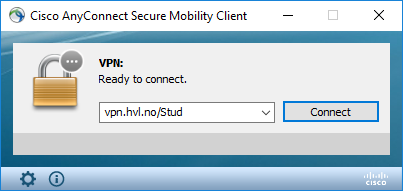 Cisco AnyConnect Secure Mobility Client
VPN:
Ready to connect.
vpn.hvl.no/Stud
Connect
cisco